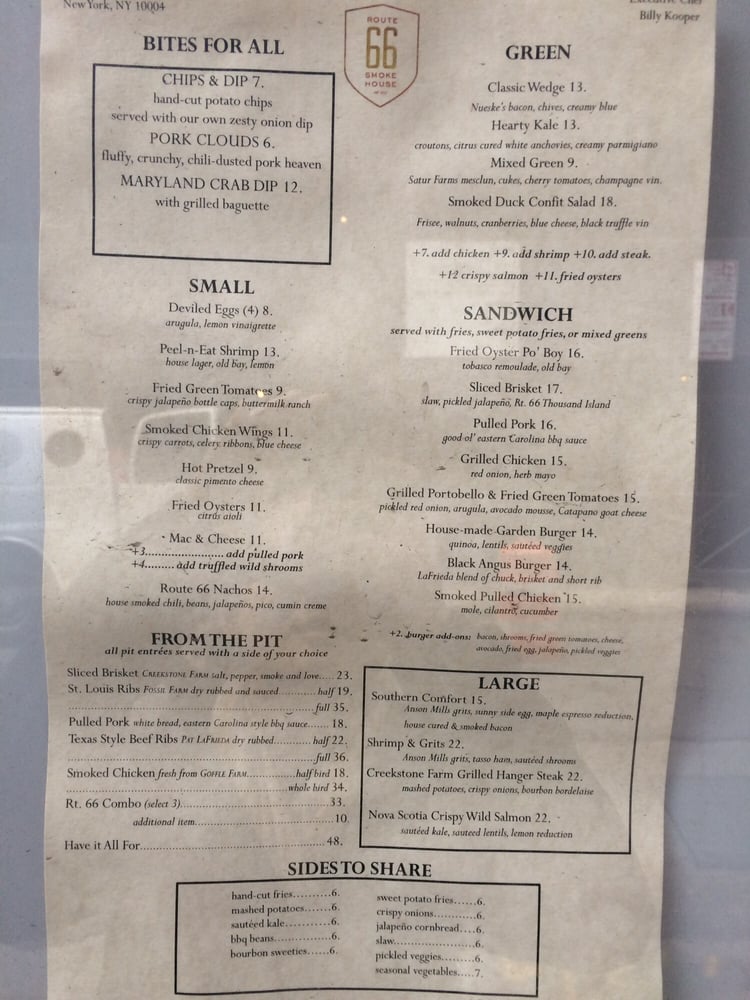 New York, NY 10004
Executive Chef
Billy Kooper
ROUTE
66
SMOKE
HOUSE
BITES FOR ALL
CHIPS & DIP 7.
hand-cut potato chips
served with our own zesty onion dip
PORK CLOUDS 6.
fluffy, crunchy, chili-dusted pork heaven
MARYLAND CRAB DIP 12.
with grilled baguette
SMALL
Deviled Eggs (4) 8.
arugula, lemon vinaigrette
Peel-n-Eat Shrimp 13.
house lager, old bay, lemon
Fried Green Tomatoes 9.
crispy jalapeño bottle caps, buttermilk ranch
Smoked Chicken Wings 11.
crispy carrots, celery ribbons, blue cheese
Hot Pretzel 9.
classic pimento cheese
Fried Oysters 11.
citrus aioli
Mac & Cheese 11.
+3........................ add pulled pork
+4......... add truffled wild shrooms
Route 66 Nachos 14.
house smoked chili, beans, jalapeños, pico, cumin creme
FROM THE PIT
all pit entrées served with a side of your choice
Sliced Brisket CREEKSTONE FARM salt, pepper, smoke and love.....23.
St. Louis Ribs FOSSIL FARM dry rubbed and sauced............half 19.
............full 35.
Pulled Pork white bread, eastern Carolina style bbq sauce.......18.
Texas Style Beef Ribs PAT LAFRIEDA dry rubbed............half 22.
............full 36.
Smoked Chicken fresh from GOFFLE FARM...............half bird 18.
............whole bird 34.
Rt. 66 Combo (select 3)............33.
additional item............10.
Have it All For............48.
GREEN
Classic Wedge 13.
Nueske's bacon, chives, creamy blue
Hearty Kale 13.
croutons, citrus cured white anchovies, creamy parmigiano
Mixed Green 9.
Satur Farms mesclun, cukes, cherry tomatoes, champagne vin.
Smoked Duck Confit Salad 18.
Frisee, walnuts, cranberries, blue cheese, black truffle vin
+7. add chicken +9. add shrimp +10. add steak.
+12 crispy salmon +11. fried oysters
SANDWICH
served with fries, sweet potato fries, or mixed greens
Fried Oyster Po' Boy 16.
tobasco remoulade, old bay
Sliced Brisket 17.
slaw, pickled jalapeño, Rt. 66 Thousand Island
Pulled Pork 16.
good ol' eastern Carolina bbq sauce
Grilled Chicken 15.
red onion, herb mayo
Grilled Portobello & Fried Green Tomatoes 15.
pickled red onion, arugula, avocado mousse, Catapano goat cheese
House-made Garden Burger 14.
quinoa, lentils, sautéed veggies
Black Angus Burger 14.
LaFrieda blend of chuck, brisket and short rib
Smoked Pulled Chicken 15.
mole, cilantro, cucumber
+2. burger add-ons: bacon, shrooms, fried green tomatoes, cheese,
avocado, fried egg, jalapeño, pickled veggies
LARGE
Southern Comfort 15.
Anson Mills grits, sunny side egg, maple espresso reduction,
house cured & smoked bacon
Shrimp & Grits 22.
Anson Mills grits, tasso ham, sautéed shrooms
Creekstone Farm Grilled Hanger Steak 22.
mashed potatoes, crispy onions, bourbon bordelaise
Nova Scotia Crispy Wild Salmon 22.
sautéed kale, sauteed lentils, lemon reduction
SIDES TO SHARE
hand-cut fries..........6.
mashed potatoes.......6.
sautéed kale...........6.
bbq beans..............6.
bourbon sweeties......6.
sweet potato fries......6.
crispy onions...........6.
jalapeño cornbread....6.
slaw.....................6.
pickled veggies.........6.
seasonal vegetables.....7.